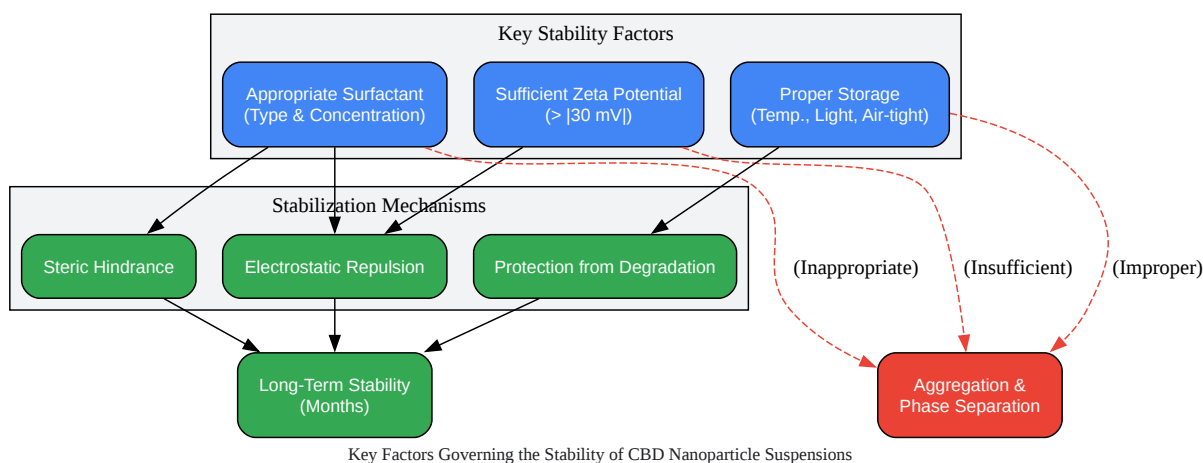 Key Stability Factors
Appropriate Surfactant
(Type & Concentration)
Sufficient Zeta Potential
(> |30 mV|)
Proper Storage
(Temp., Light, Air-tight)
Stabilization Mechanisms
Steric Hindrance
Electrostatic Repulsion
Protection from Degradation
(Inappropriate)
(Insufficient)
(Improper)
Long-Term Stability
(Months)
Aggregation &
Phase Separation
Key Factors Governing the Stability of CBD Nanoparticle Suspensions